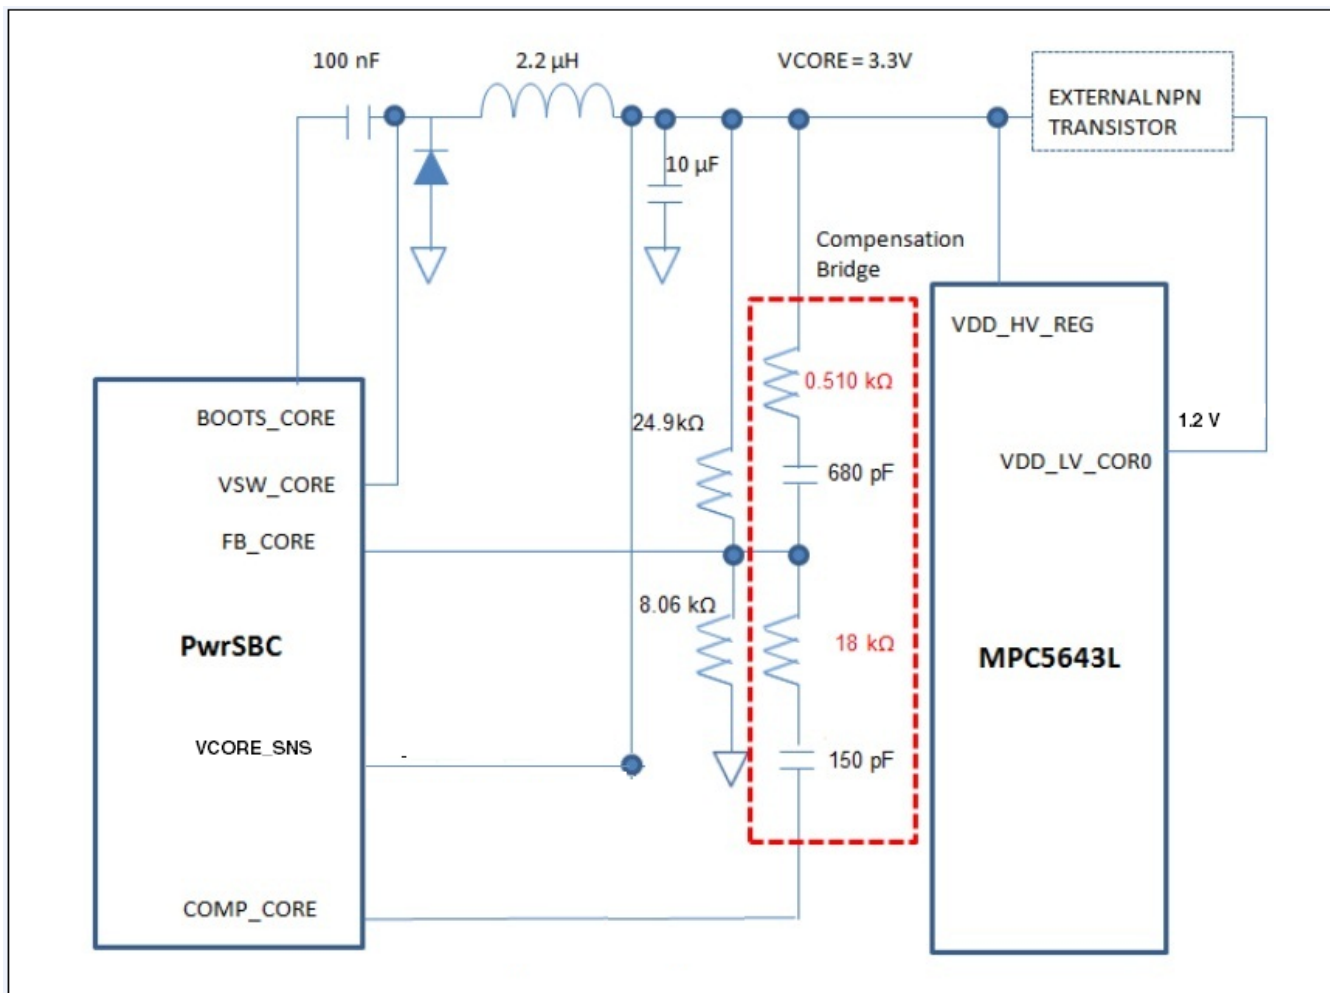 100 nF
2.2 µH
VCORE = 3.3V
EXTERNAL NPN
TRANSISTOR
10 µF
Compensation
Bridge
VDD_HV_REG
0.510 kΩ
BOOTS_CORE
24.9kΩ
1.2 V
VSW_CORE
680 pF
VDD_LV_COR0
FB_CORE
8.06 kΩ
PwrSBC
18 kΩ
MPC5643L
VCORE_SNS
-
150 pF
COMP_CORE